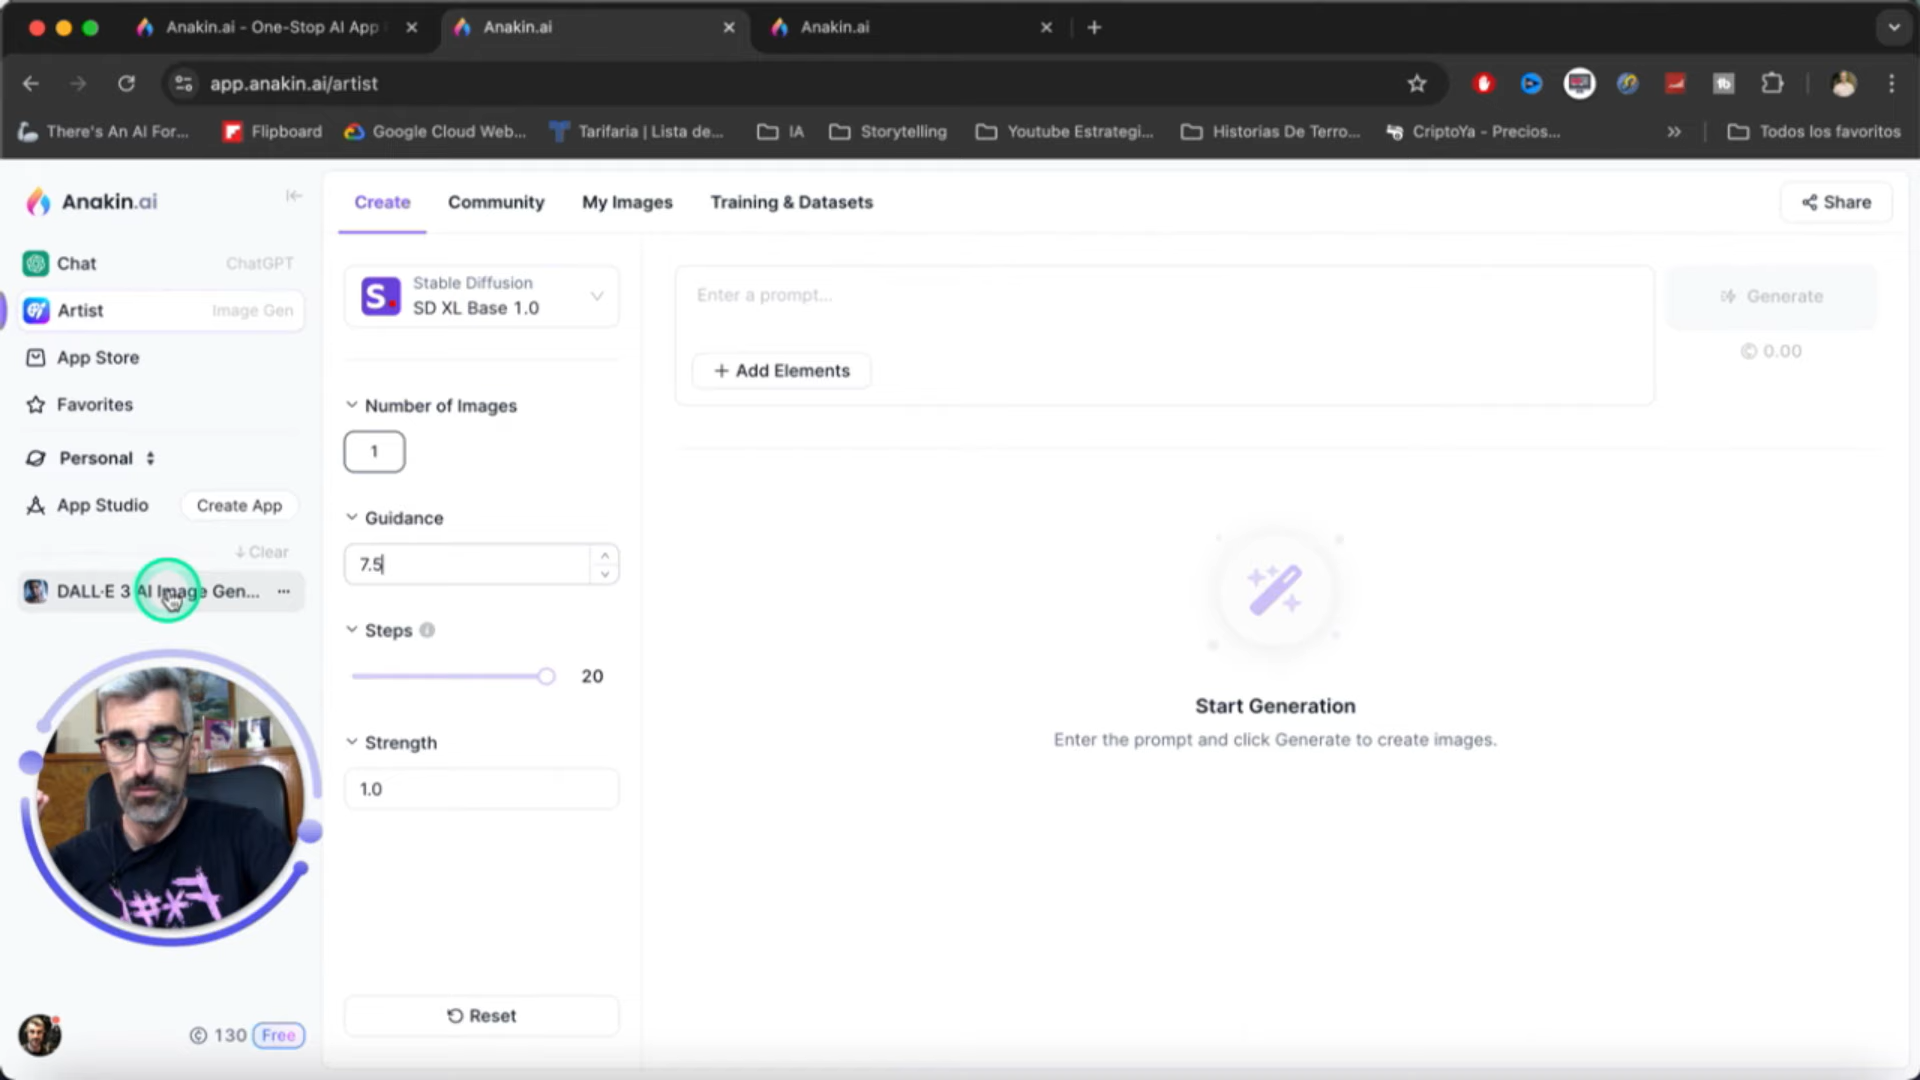 Anakin.ai - One-Stop AI App
Anakin.ai
Anakin.ai
app.anakin.ai/artist
There's An AI For...
Flipboard
Google Cloud Web...
Tarifaria | Lista de...
IA
Storytelling
Youtube Estrategi...
Historias De Terro...
CriptoYa - Precios...
Todos los favoritos
Anakin.ai
Create
Community
My Images
Training & Datasets
Share
Chat
ChatGPT
Artist
Image Gen
App Store
Favorites
Personal
App Studio
Create App
Clear
DALL·E 3 AI Image Gen...
130
Free
Stable Diffusion
SD XL Base 1.0
Number of Images
1
Guidance
7.5
Steps
20
Strength
1.0
Reset
Enter a prompt...
+ Add Elements
Generate
0.00
Start Generation
Enter the prompt and click Generate to create images.